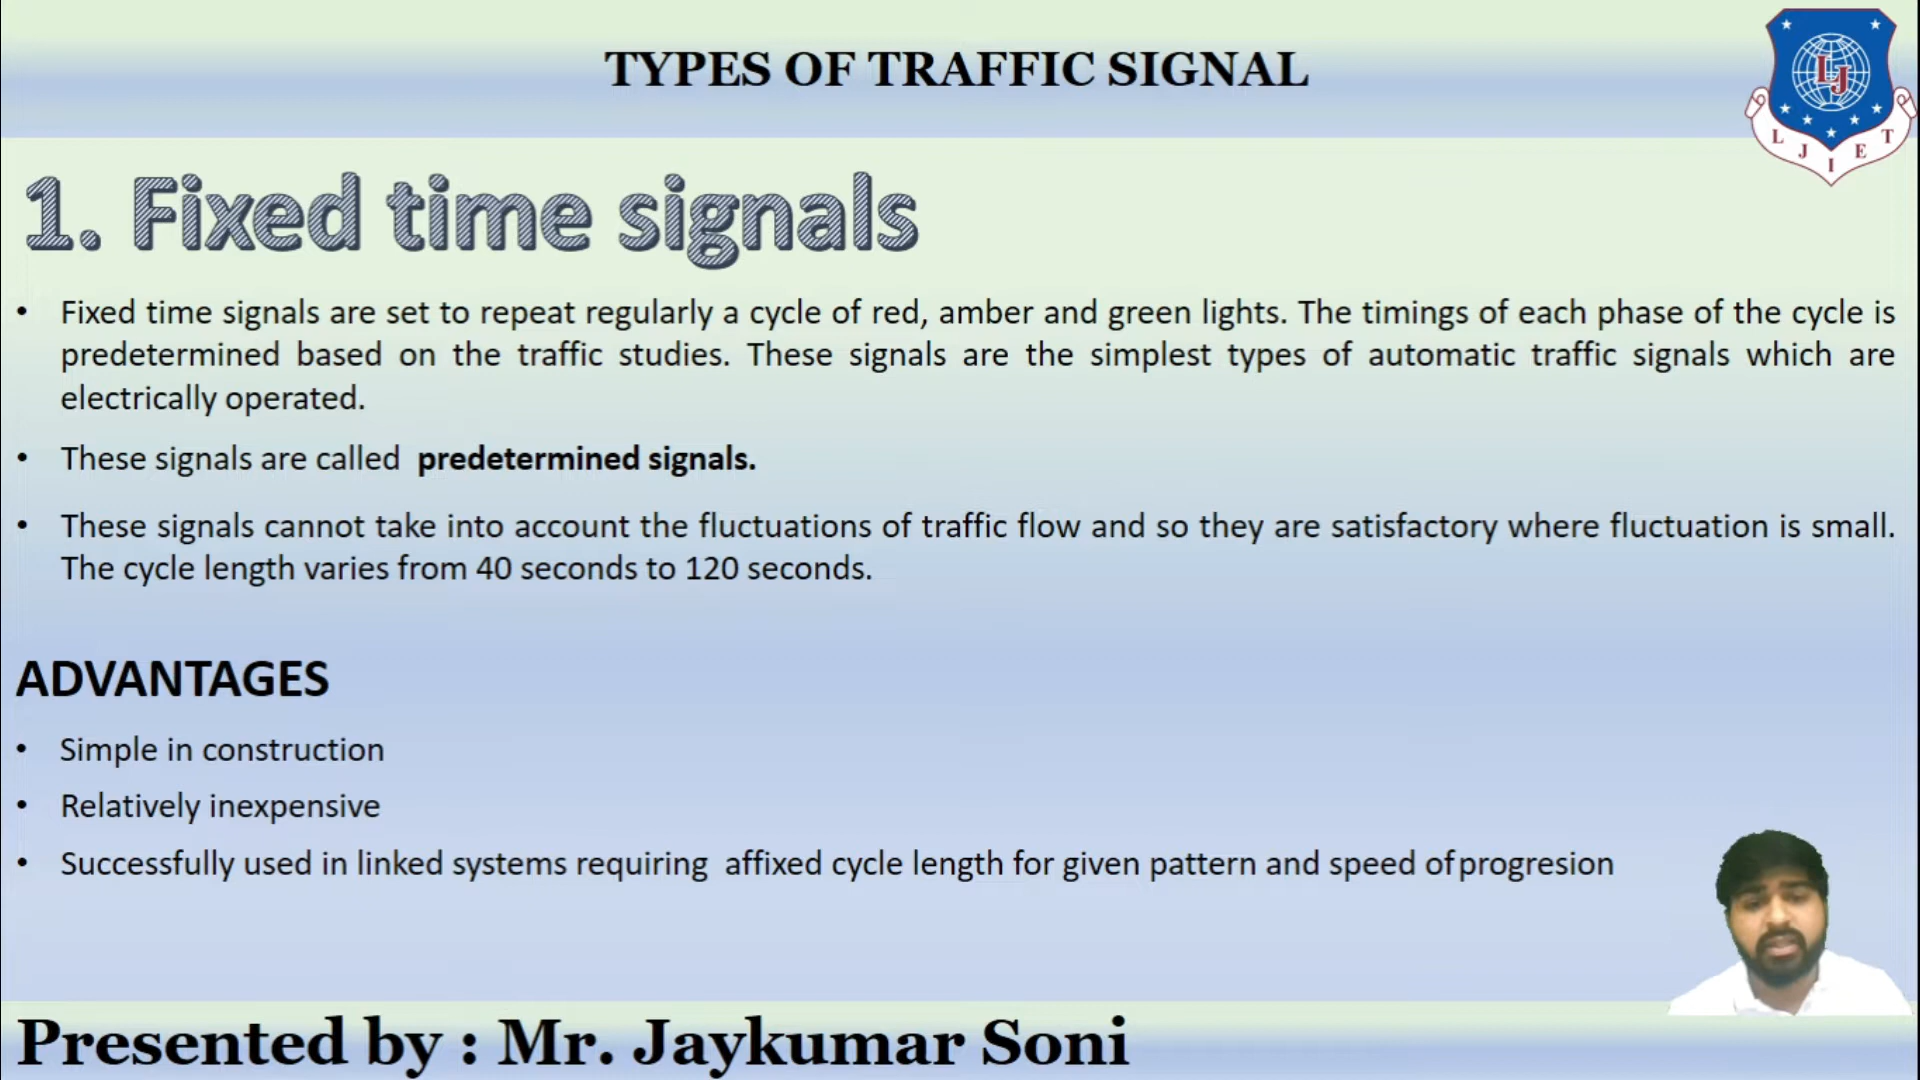 TYPES OF TRAFFIC SIGNAL
LJ
L J I E T
1. Fixed time signals
• Fixed time signals are set to repeat regularly a cycle of red, amber and green lights. The timings of each phase of the cycle is
predetermined based on the traffic studies. These signals are the simplest types of automatic traffic signals which are
electrically operated.
• These signals are called predetermined signals.
• These signals cannot take into account the fluctuations of traffic flow and so they are satisfactory where fluctuation is small.
The cycle length varies from 40 seconds to 120 seconds.
ADVANTAGES
• Simple in construction
• Relatively inexpensive
• Successfully used in linked systems requiring affixed cycle length for given pattern and speed of progresion
Presented by : Mr. Jaykumar Soni